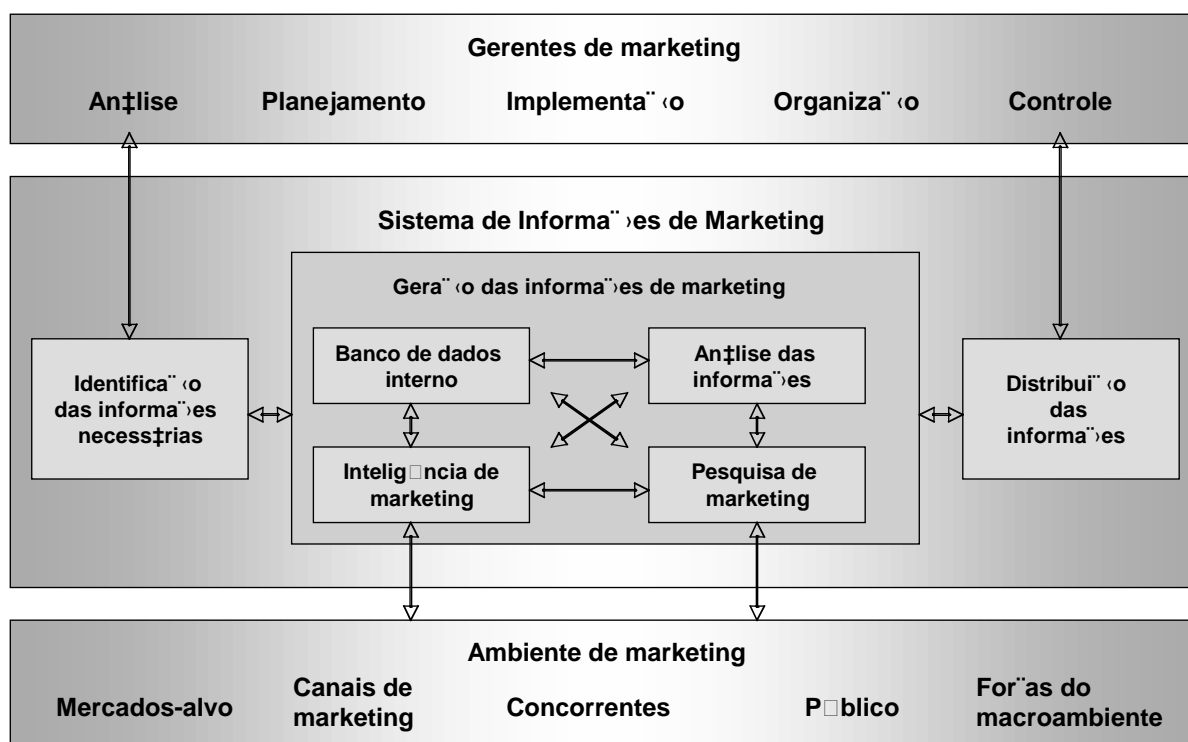 Gerentes de marketing
An‡lise Planejamento Implementa¨‹o Organiza¨‹o Controle
Sistema de Informa¨›es de Marketing
Gera¨‹o das informa¨›es de marketing
Identifica¨‹o
das informa¨›es
necess‡rias
Banco de dados
interno
An‡lise das
informa¨›es
Intelig□ncia de
marketing
Pesquisa de
marketing
Distribui¨‹o
das
informa¨›es
Ambiente de marketing
Mercados-alvo
Canais de
marketing
Concorrentes
P□blico
For¨as do
macroambiente